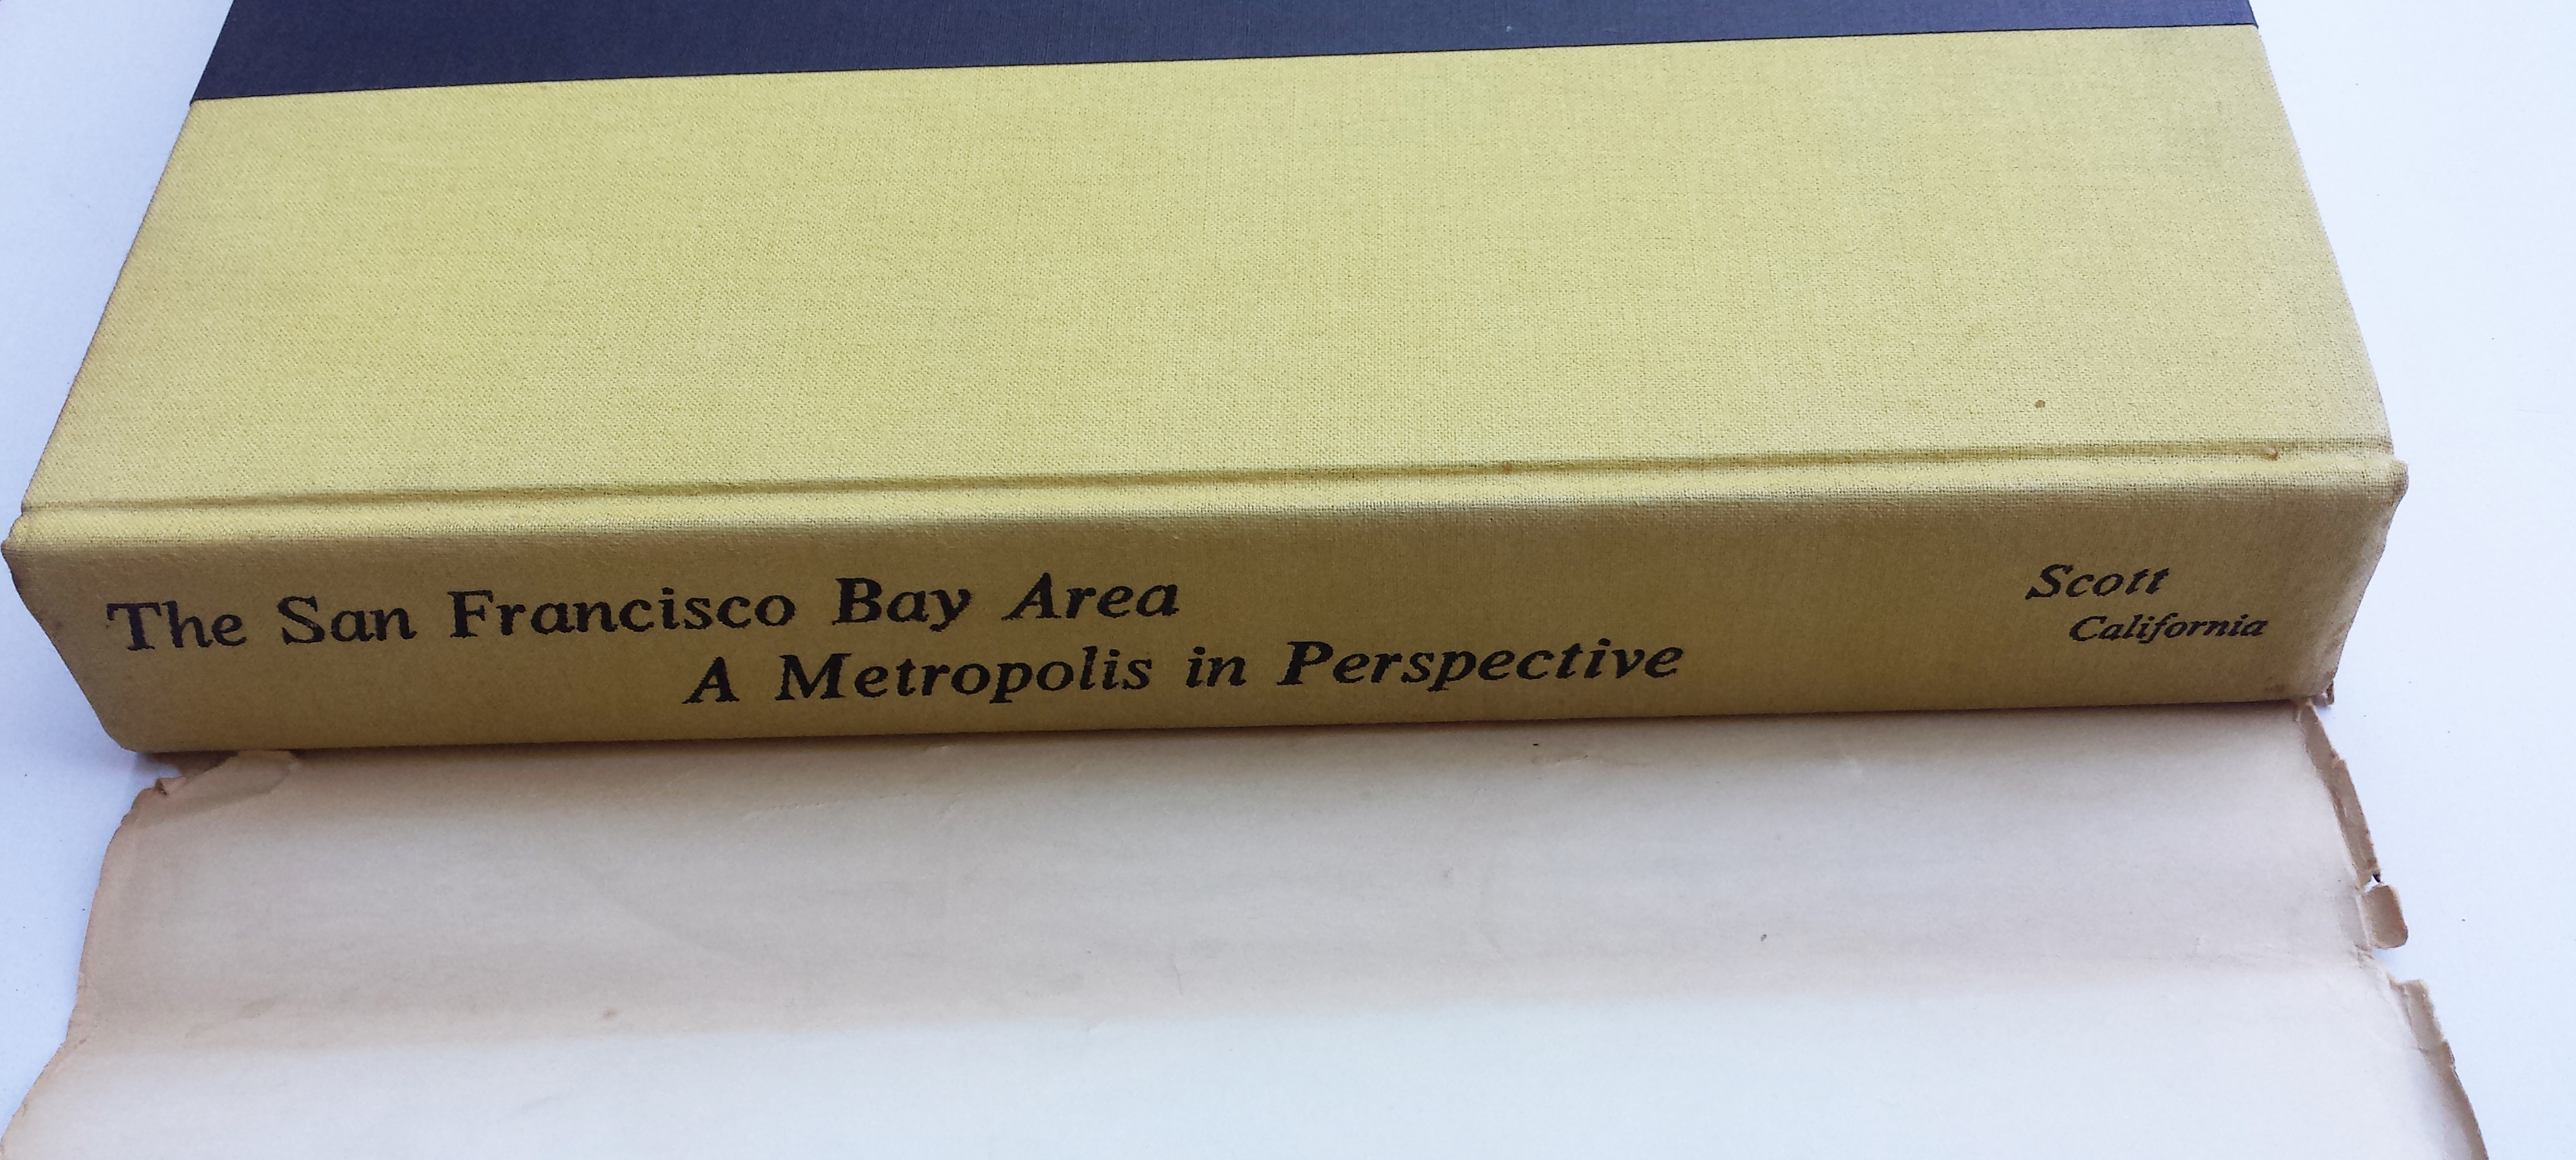 The San Francisco Bay Area
A Metropolis in Perspective
Scott
California